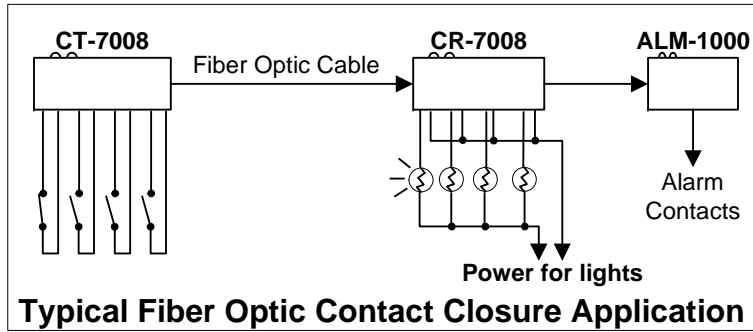 CT-7008
CR-7008
ALM-1000
Fiber Optic Cable
Alarm
Contacts
Power for lights
Typical Fiber Optic Contact Closure Application